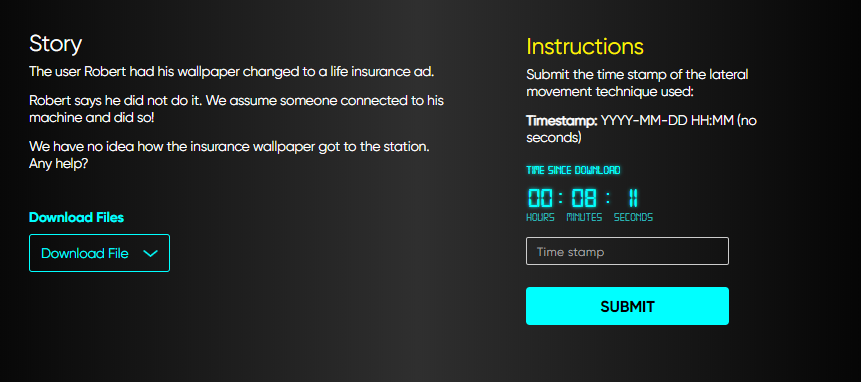 Story
The user Robert had his wallpaper changed to a life insurance ad.
Robert says he did not do it. We assume someone connected to his
machine and did so!
We have no idea how the insurance wallpaper got to the station.
Any help?
Download Files
Download File
Instructions
Submit the time stamp of the lateral
movement technique used:
Timestamp: YYYY-MM-DD HH:MM (no
seconds)
TIME SINCE DOWNLOAD
00 : 08 : 11
HOURS MINUTES SECONDS
Time stamp
SUBMIT